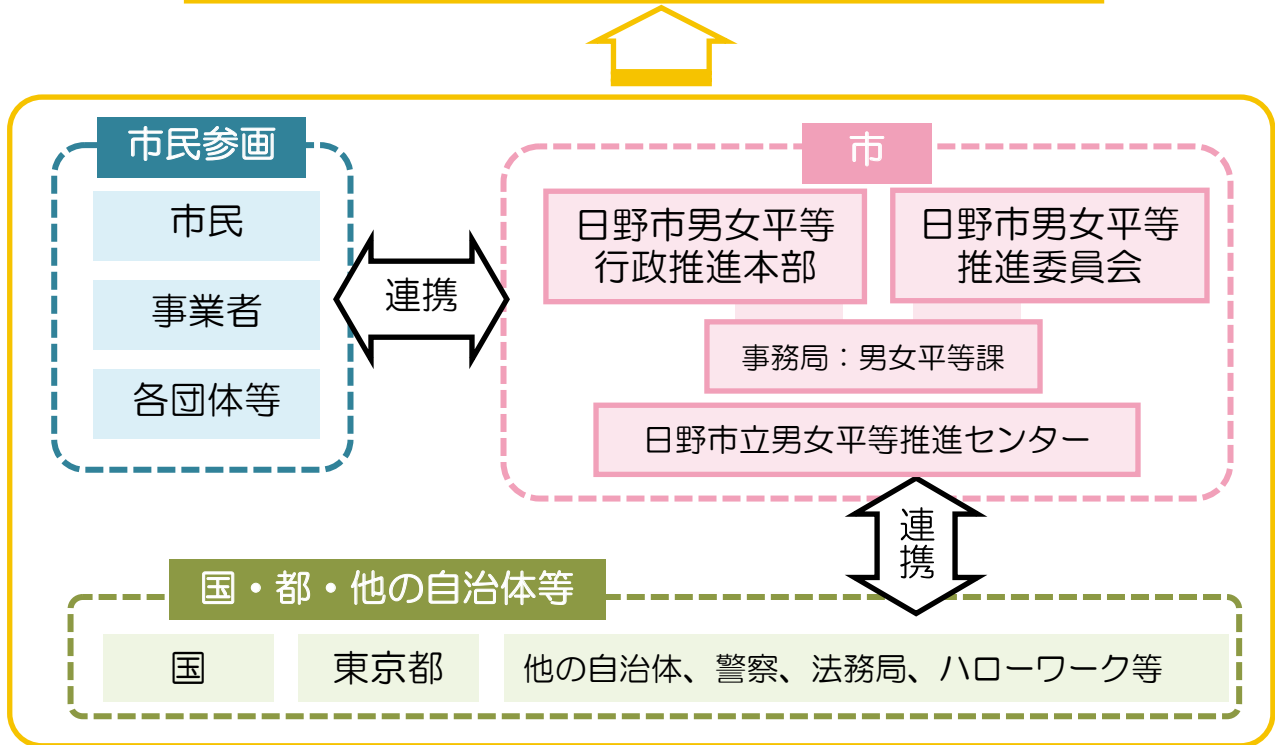 市民参画
市民
事業者
各団体等
連携
市
日野市男女平等
行政推進本部
日野市男女平等
推進委員会
事務局：男女平等課
日野市立男女平等推進センター
連
携
国・都・他の自治体等
国
東京都
他の自治体、警察、法務局、ハローワーク等